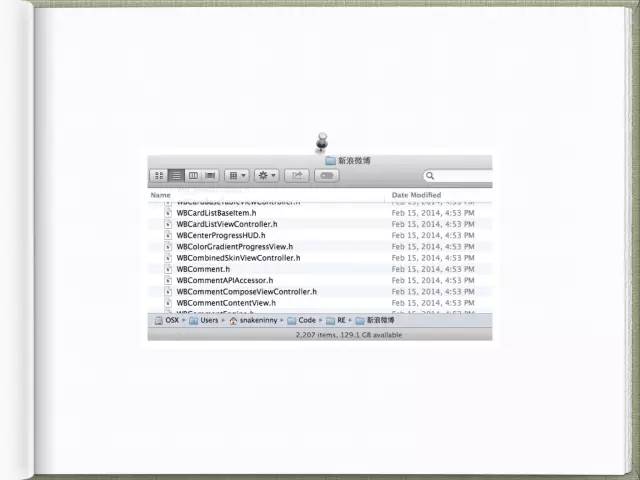 新浪微博
Name Date Modified
WBCardListBaseItem.h Feb 15, 2014, 4:53 PM
WBCardListViewController.h Feb 15, 2014, 4:53 PM
WBCenterProgressHUD.h Feb 15, 2014, 4:53 PM
WBColorGradientProgressView.h Feb 15, 2014, 4:53 PM
WBCombinedSkinViewController.h Feb 15, 2014, 4:53 PM
WBComment.h Feb 15, 2014, 4:53 PM
WBCommentAPIAccessor.h Feb 15, 2014, 4:53 PM
WBCommentComposeViewController.h Feb 15, 2014, 4:53 PM
WBCommentContentView.h Feb 15, 2014, 4:53 PM
OSX Users snakeninny Code RE 新浪微博
2,207 items, 129.1 GB available